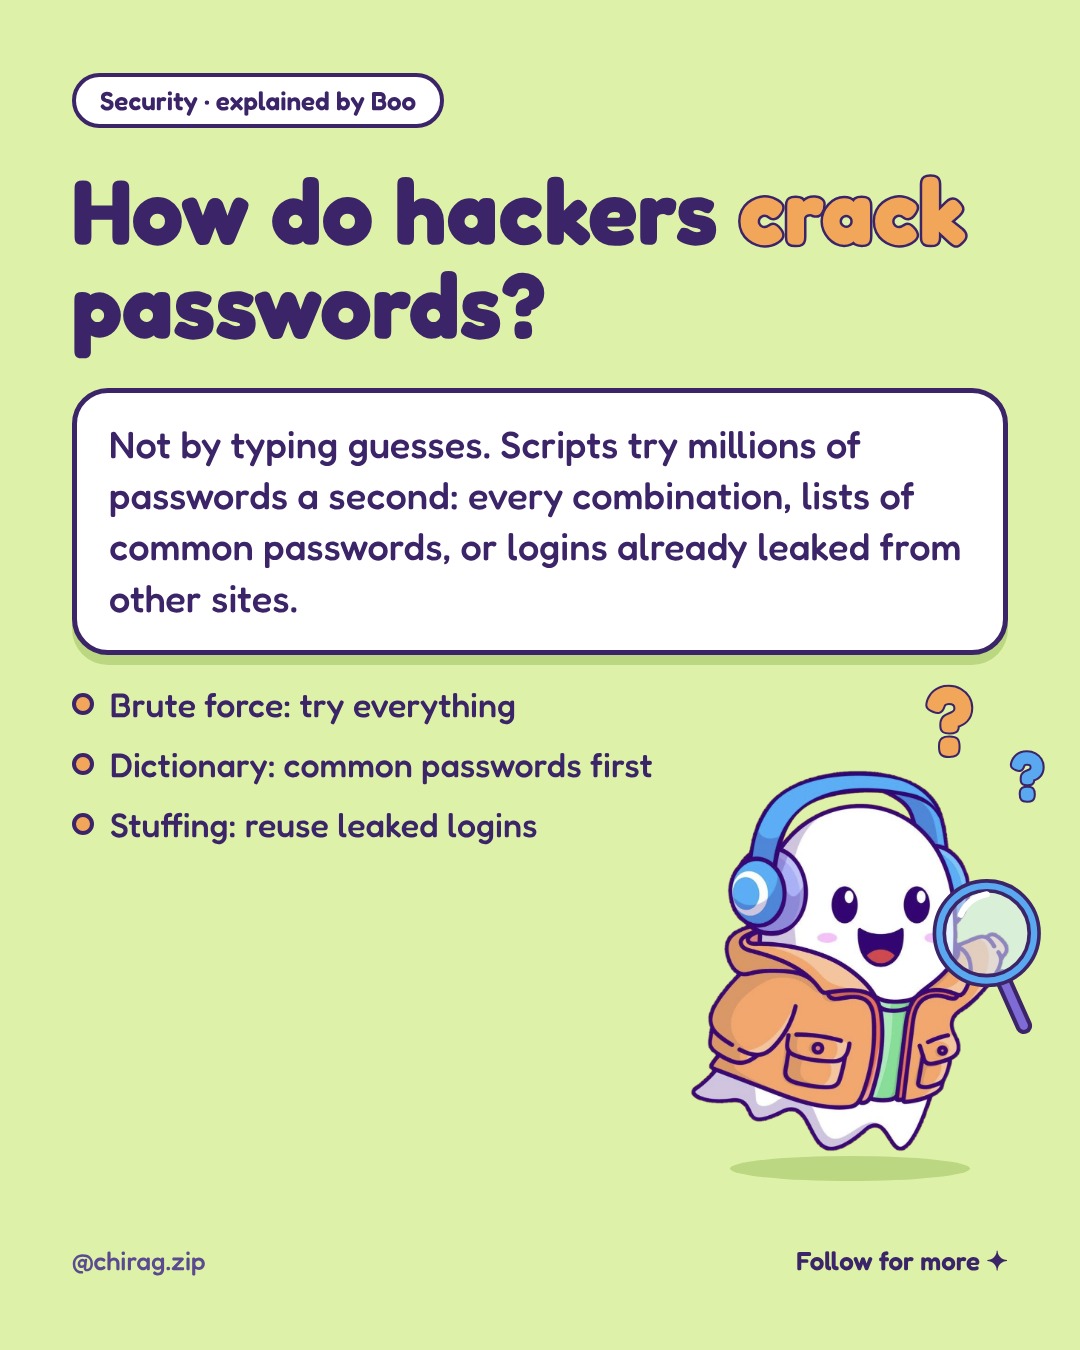 Security · explained by Boo
How do hackers crack
passwords?
Not by typing guesses. Scripts try millions of
passwords a second: every combination, lists of
common passwords, or logins already leaked from
other sites.
Brute force: try everything
Dictionary: common passwords first
Stuffing: reuse leaked logins
?
?
@chirag.zip
Follow for more ✦